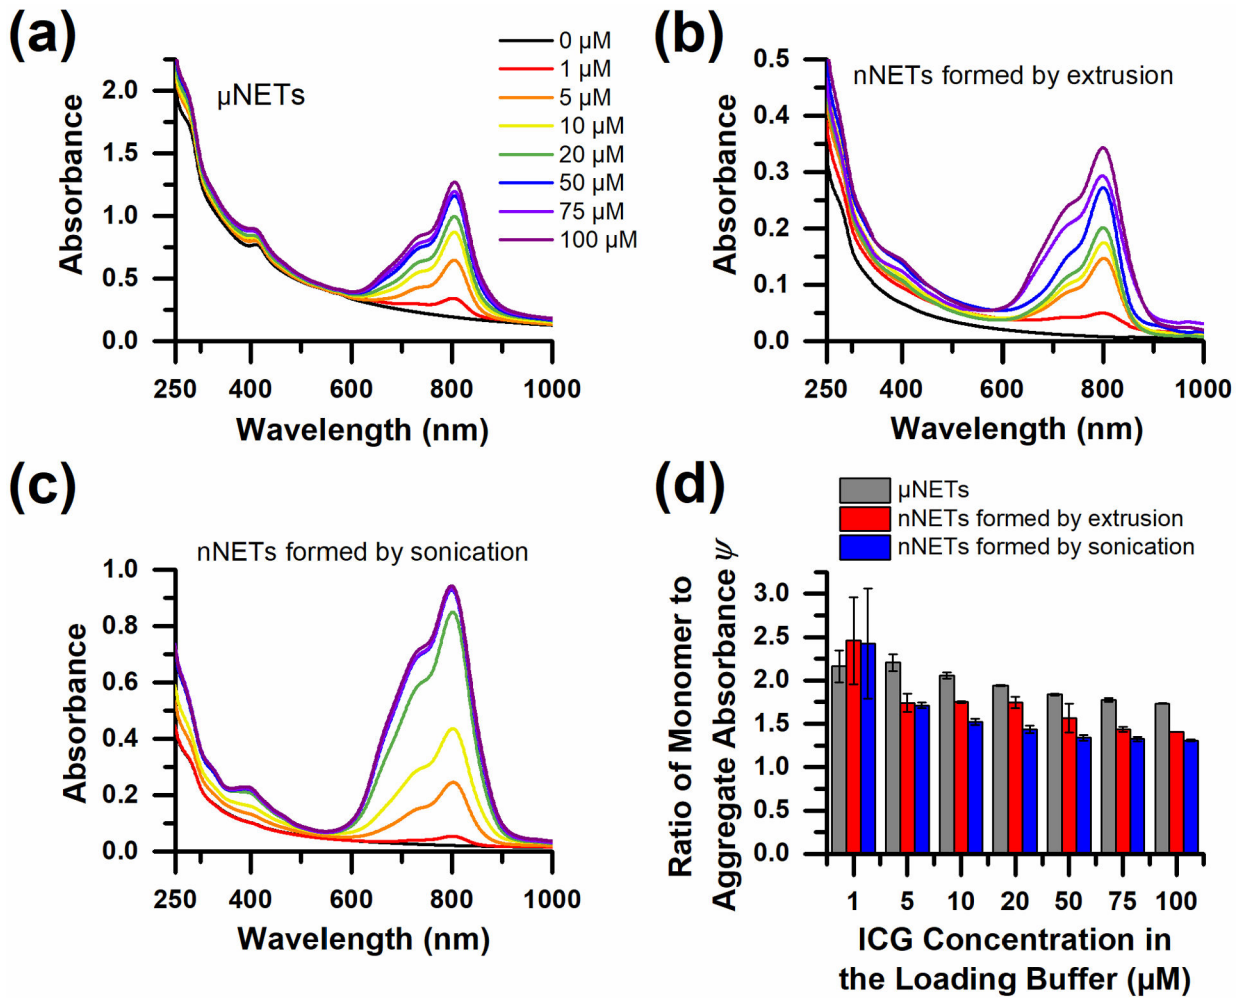 (a)
µNETs
0 µM
1 µM
5 µM
10 µM
20 µM
50 µM
75 µM
100 µM
Absorbance
2.0
1.5
1.0
0.5
0.0
250 400 600 800 1000
Wavelength (nm)
(b)
nNETs formed by extrusion
Absorbance
0.5
0.4
0.3
0.2
0.1
0.0
250 400 600 800 1000
Wavelength (nm)
(c)
nNETs formed by sonication
Absorbance
1.0
0.8
0.6
0.4
0.2
0.0
250 400 600 800 1000
Wavelength (nm)
(d)
µNETs
nNETs formed by extrusion
nNETs formed by sonication
Ratio of Monomer to
Aggregate Absorbance ψ
3.0
2.5
2.0
1.5
1.0
0.5
0.0
1 5 10 20 50 75 100
ICG Concentration in
the Loading Buffer (µM)